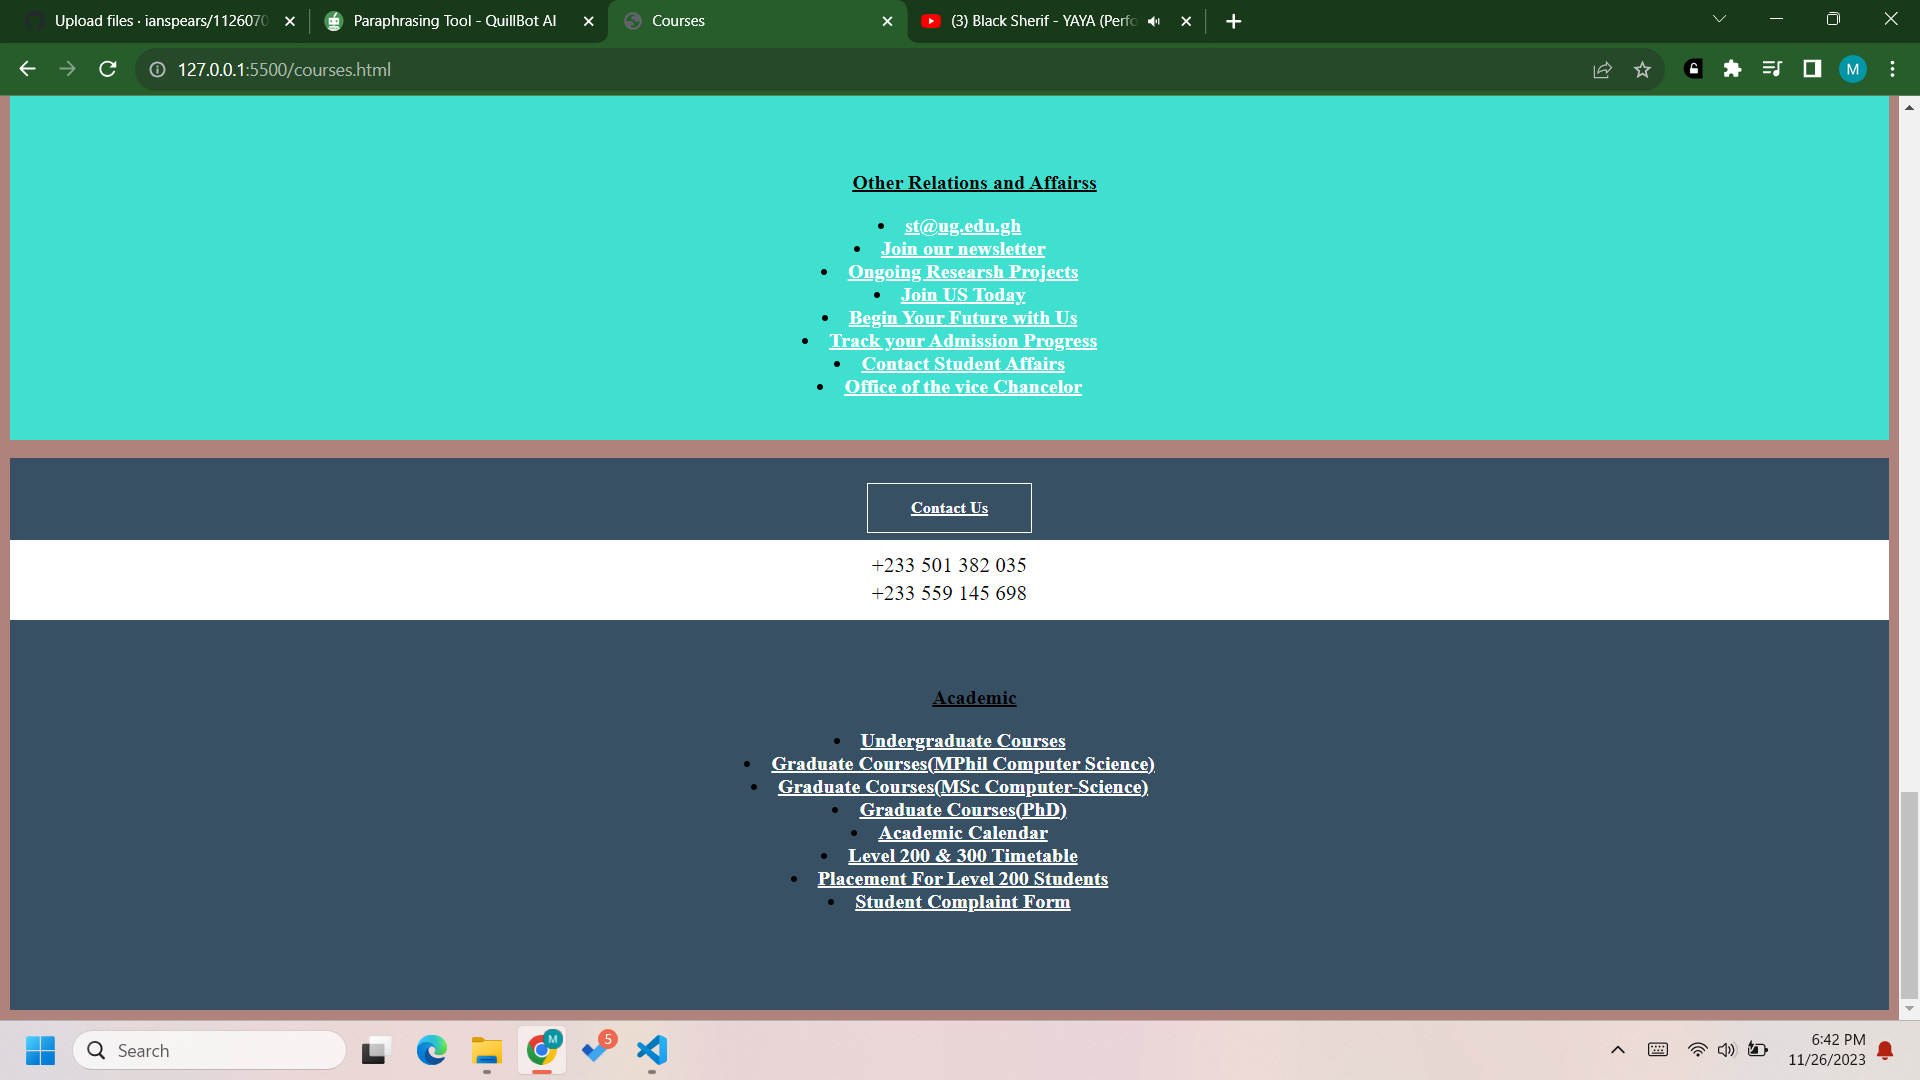 Upload files · ianspears/1126070
Paraphrasing Tool - QuillBot AI
Courses
(3) Black Sherif - YAYA (Perfo
127.0.0.1:5500/courses.html
M
Other Relations and Affairss
st@ug.edu.gh
Join our newsletter
Ongoing Researsh Projects
Join US Today
Begin Your Future with Us
Track your Admission Progress
Contact Student Affairs
Office of the vice Chancelor
Contact Us
+233 501 382 035
+233 559 145 698
Academic
Undergraduate Courses
Graduate Courses(MPhil Computer Science)
Graduate Courses(MSc Computer-Science)
Graduate Courses(PhD)
Academic Calendar
Level 200 & 300 Timetable
Placement For Level 200 Students
Student Complaint Form
Search
M
5
6:42 PM
11/26/2023